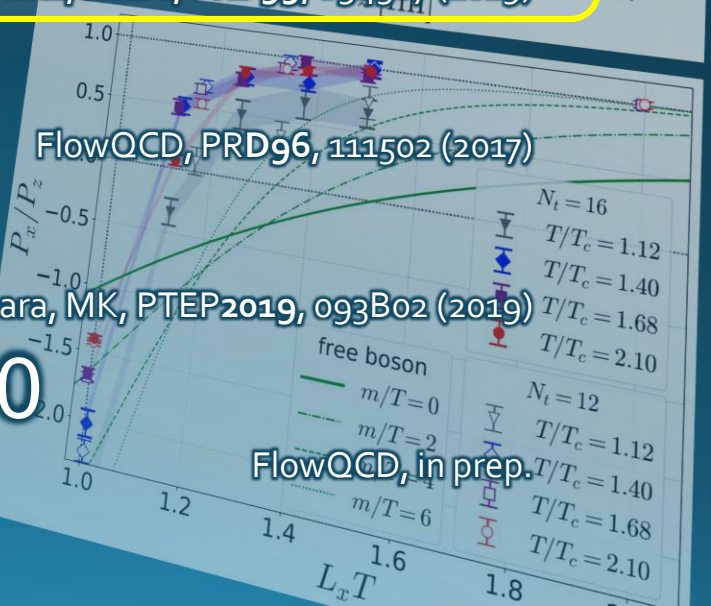 1.0
0.5
FlowQCD, PRD96, 111502 (2017)
−0.5
P_x/P_z
N_t = 16
T/T_c = 1.12
T/T_c = 1.40
T/T_c = 1.68
T/T_c = 2.10
−1.0
ara, MK, PTEP2019, 093B02 (2019)
−1.5
0
2.0
free boson
m/T = 0
m/T = 2
m/T = 6
N_t = 12
T/T_c = 1.12
T/T_c = 1.40
T/T_c = 1.68
T/T_c = 2.10
FlowQCD, in prep.
1.0
1.2
1.4
1.6
1.8
L_xT